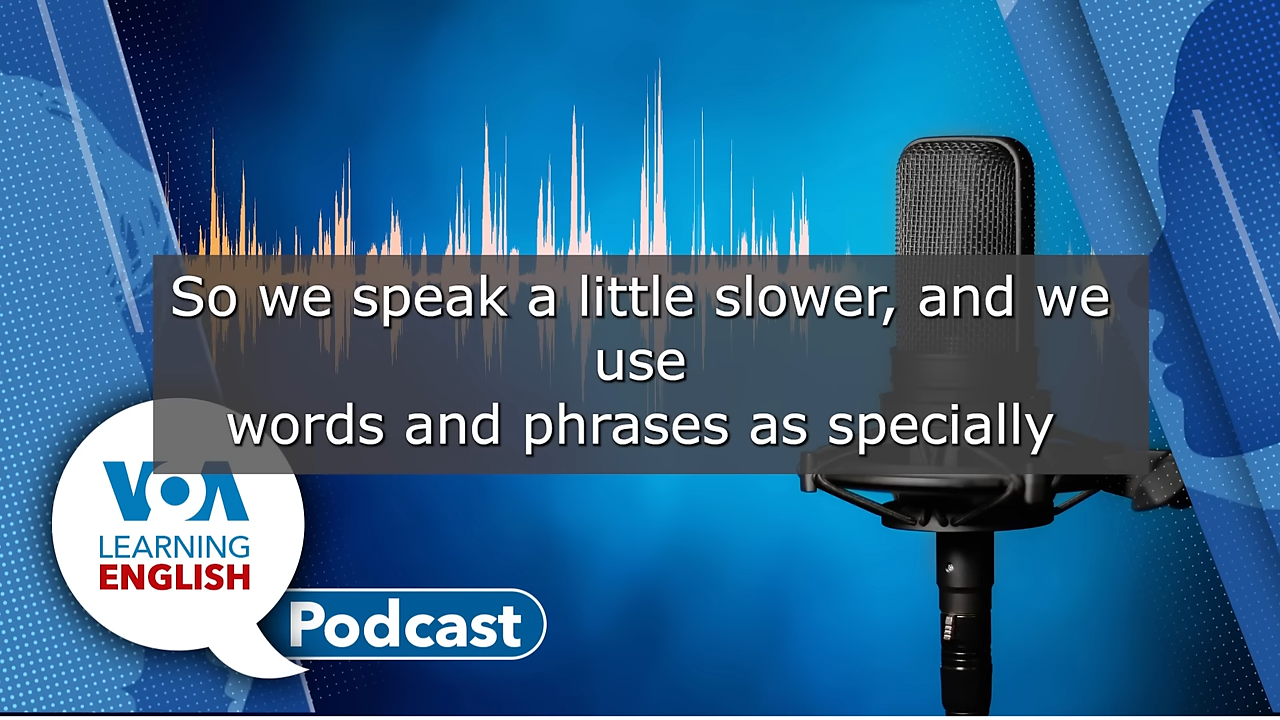 So we speak a little slower, and we
use
words and phrases as specially
VOA
LEARNING
ENGLISH
Podcast